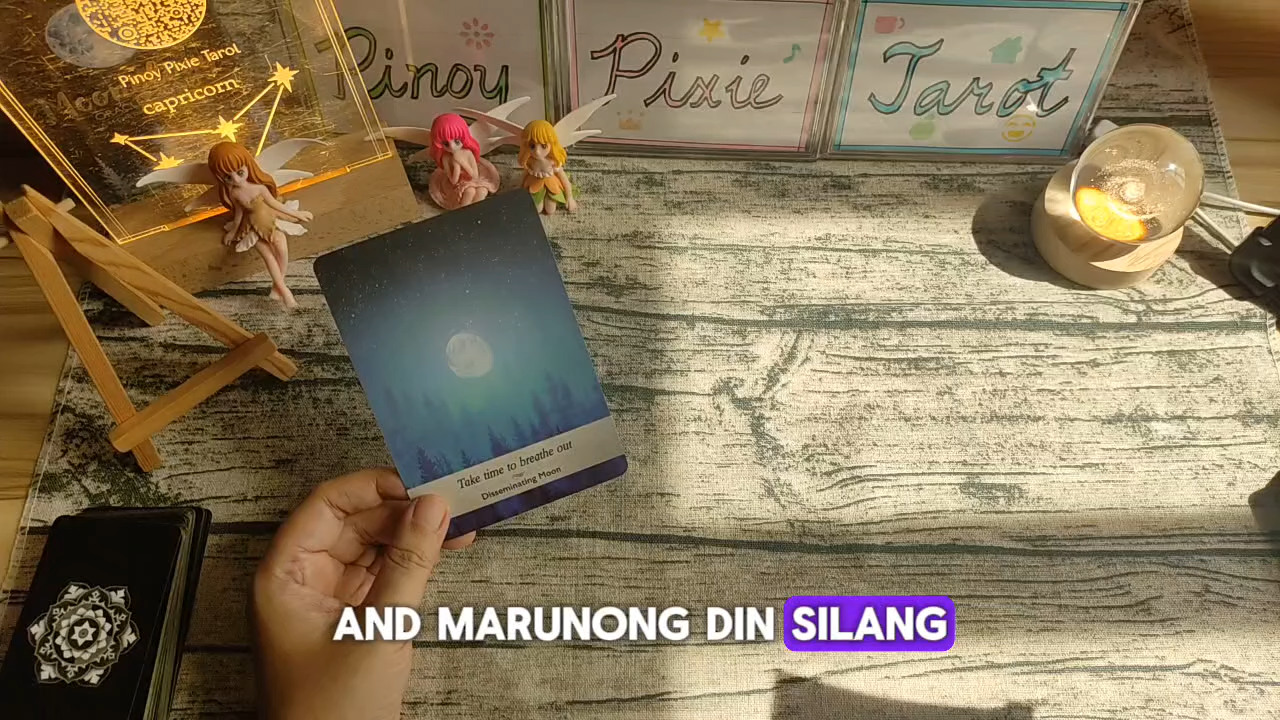 Pinoy Pixie Tarot
capricorn
Pinoy
Pixie
Tarot
Take time to breathe out
Disseminating Moon
AND MARUNONG DIN SILANG